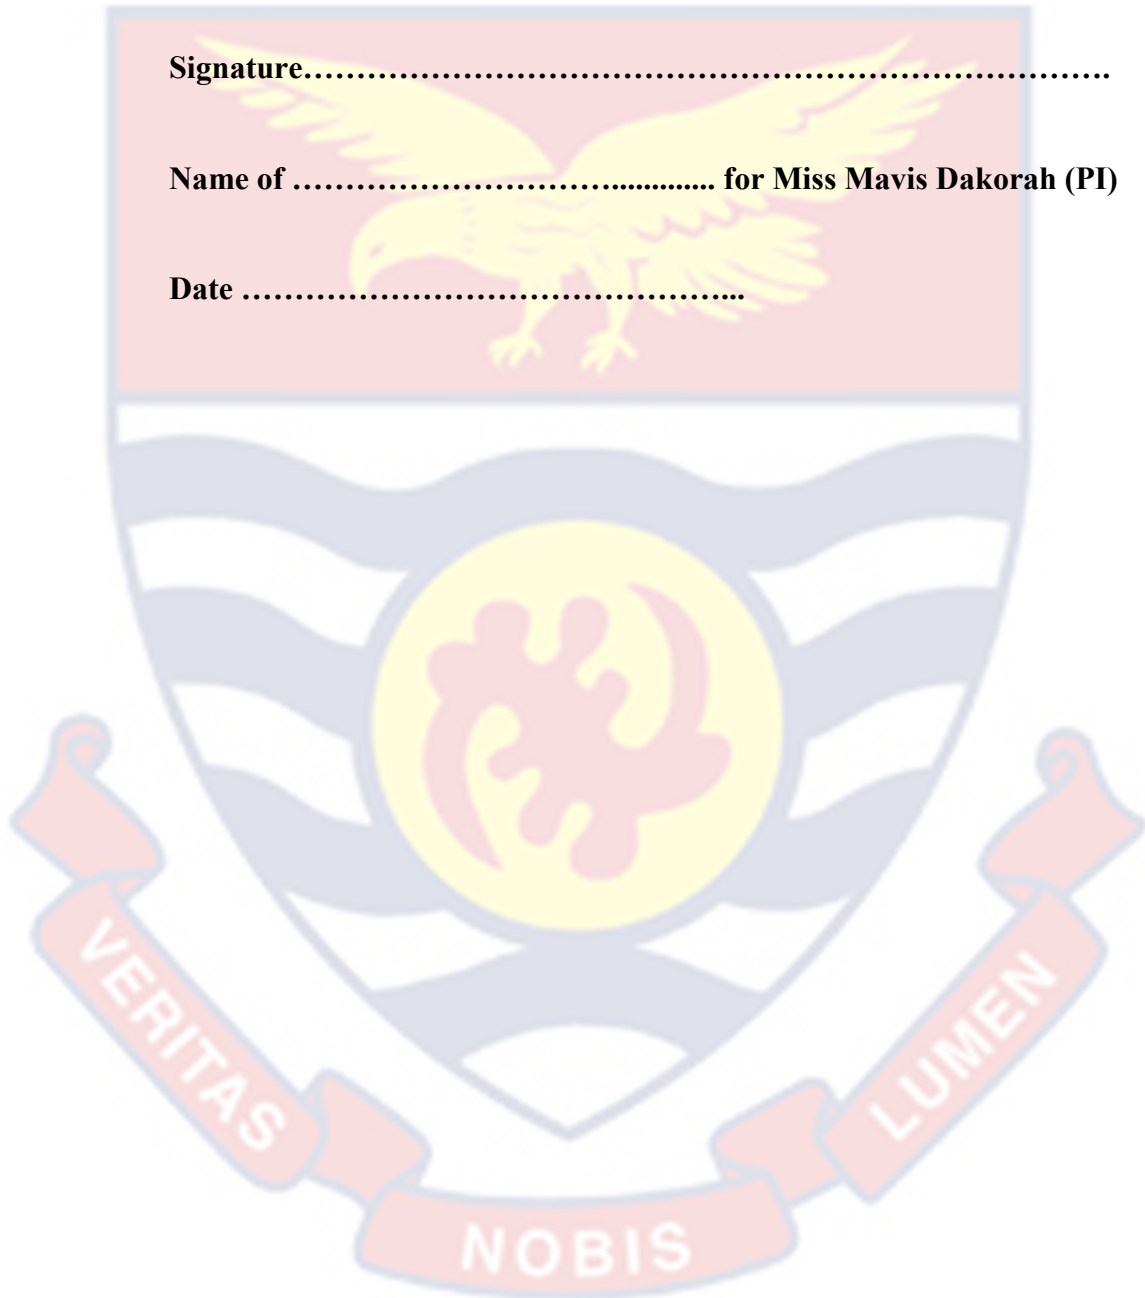 Signature……………………………………………………………………….
Name of …………………………............. for Miss Mavis Dakorah (PI)
Date ………………………………………...
VERITAS
NOBIS
LUMEN